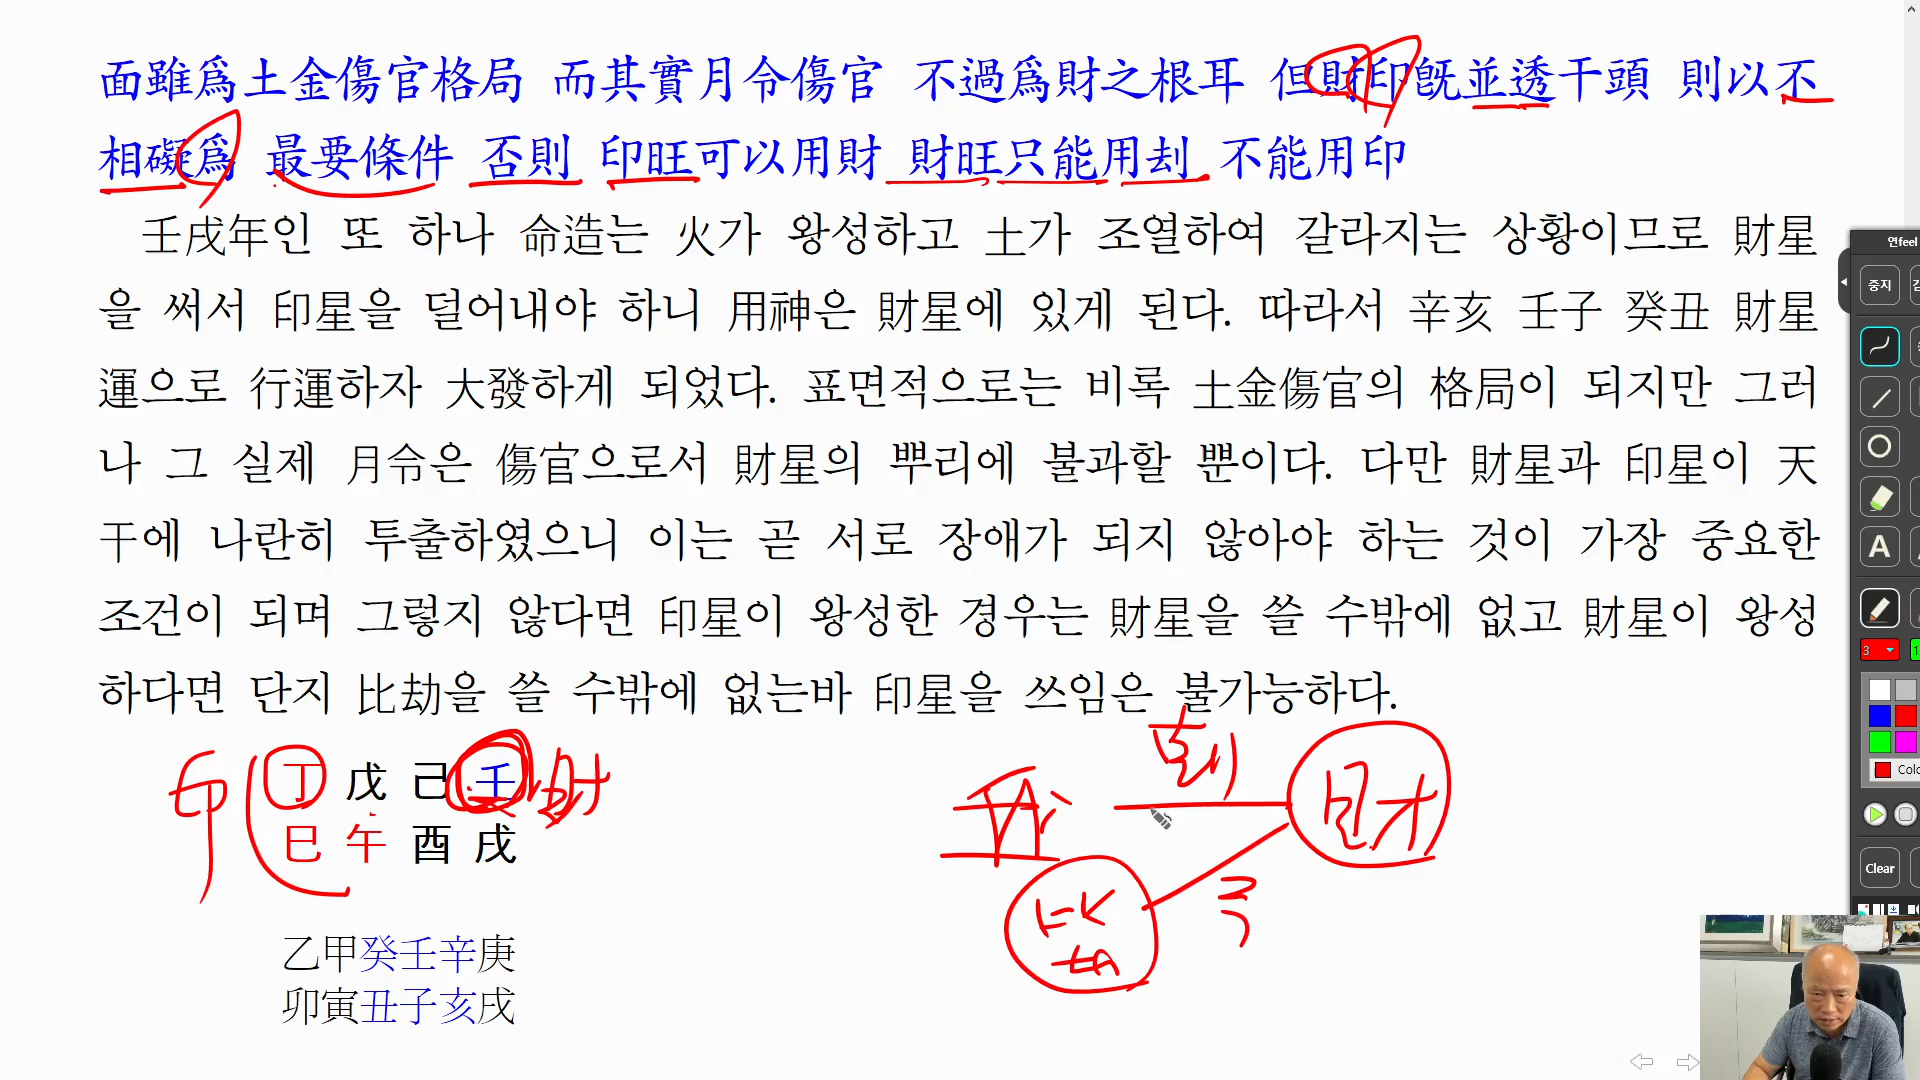 面雖爲土金傷官格局 而其實月令傷官 不過爲財之根耳 但財印旣並透干頭 則以不
相礙爲 最要條件 否則 印旺可以用財 財旺只能用刦 不能用印
壬戌年인 또 하나 命造는 火가 왕성하고 土가 조열하여 갈라지는 상황이므로 財星
을 써서 印星을 덜어내야 하니 用神은 財星에 있게 된다. 따라서 辛亥 壬子 癸丑 財星
運으로 行運하자 大發하게 되었다. 표면적으로는 비록 土金傷官의 格局이 되지만 그러
나 그 실제 月令은 傷官으로서 財星의 뿌리에 불과할 뿐이다. 다만 財星과 印星이 天
干에 나란히 투출하였으니 이는 곧 서로 장애가 되지 않아야 하는 것이 가장 중요한
조건이 되며 그렇지 않다면 印星이 왕성한 경우는 財星을 쓸 수밖에 없고 財星이 왕성
하다면 단지 比劫을 쓸 수밖에 없는바 印星을 쓰임은 불가능하다.
印 丁 戊 己 壬 財
巳 午 酉 戌
乙甲癸壬辛庚
卯寅丑子亥戌
剋
財
比
劫
연feel
중지
A
3
1
Clear